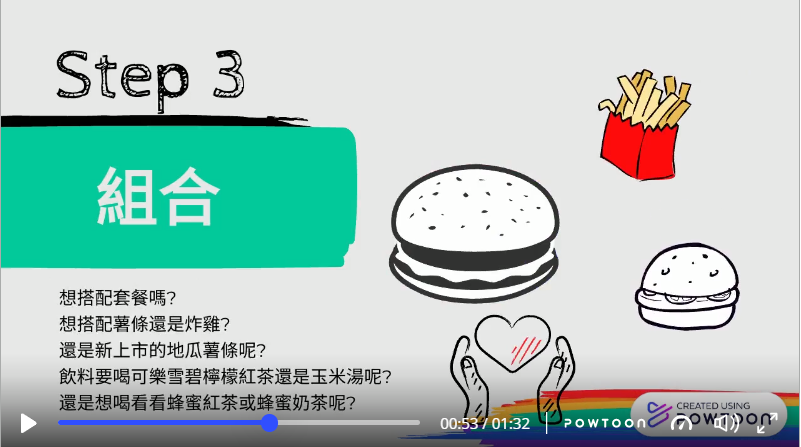 Step 3
組合
想搭配套餐嗎?
想搭配薯條還是炸雞?
還是新上市的地瓜薯條呢?
飲料要喝可樂雪碧檸檬紅茶還是玉米湯呢?
還是想喝看看蜂蜜紅茶或蜂蜜奶茶呢?
00:53 / 01:32
POWTOON
CREATED USING
POWTOON